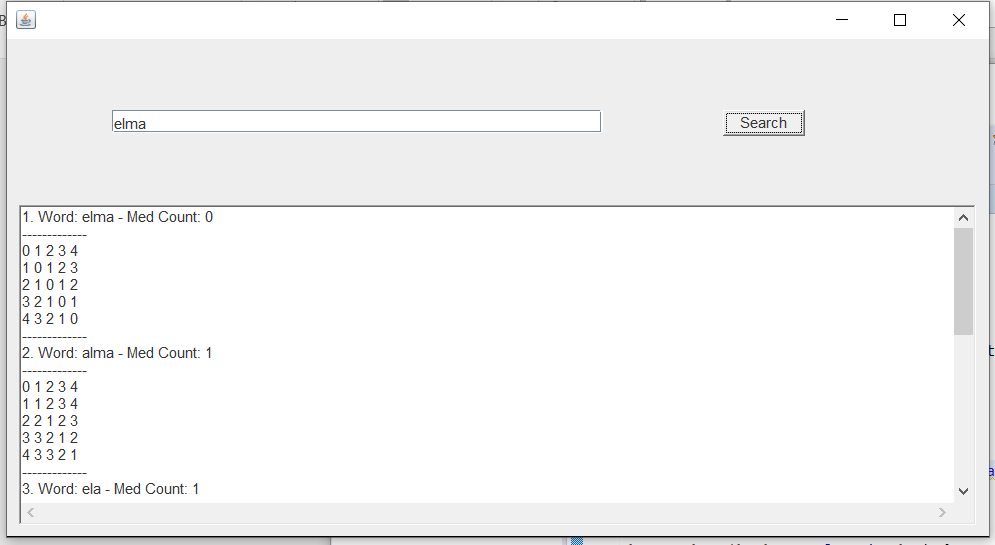 elma
Search
1. Word: elma - Med Count: 0
-------------
0 1 2 3 4
1 0 1 2 3
2 1 0 1 2
3 2 1 0 1
4 3 2 1 0
-------------
2. Word: alma - Med Count: 1
-------------
0 1 2 3 4
1 1 2 3 4
2 2 1 2 3
3 3 2 1 2
4 3 3 2 1
-------------
3. Word: ela - Med Count: 1